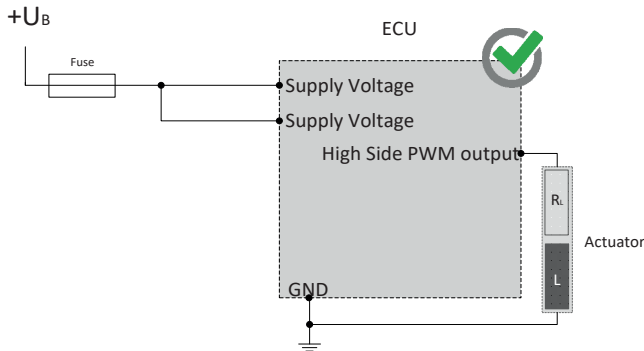 +UB
ECU
Fuse
Supply Voltage
Supply Voltage
High Side PWM output
RL
Actuator
L
GND